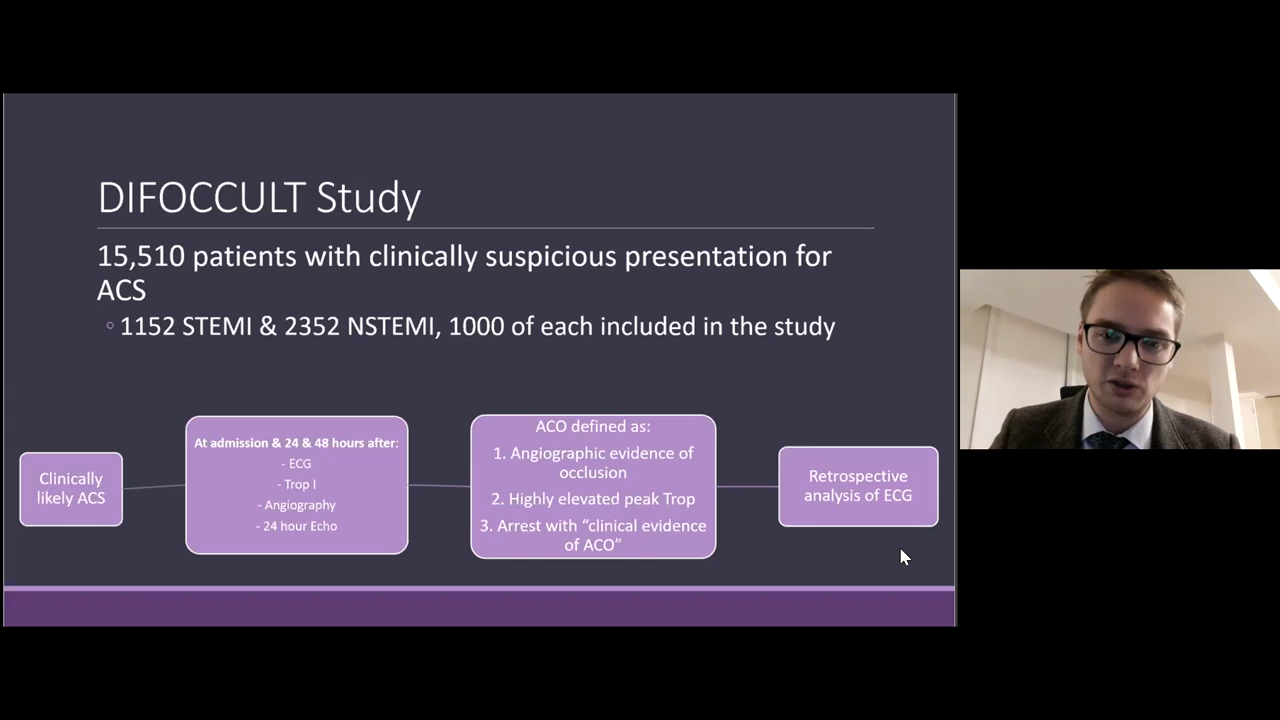 DIFOCCULT Study
15,510 patients with clinically suspicious presentation for
ACS
◦ 1152 STEMI & 2352 NSTEMI, 1000 of each included in the study
Clinically
likely ACS
At admission & 24 & 48 hours after:
- ECG
- Trop I
- Angiography
- 24 hour Echo
ACO defined as:
1. Angiographic evidence of
occlusion
2. Highly elevated peak Trop
3. Arrest with “clinical evidence
of ACO”
Retrospective
analysis of ECG